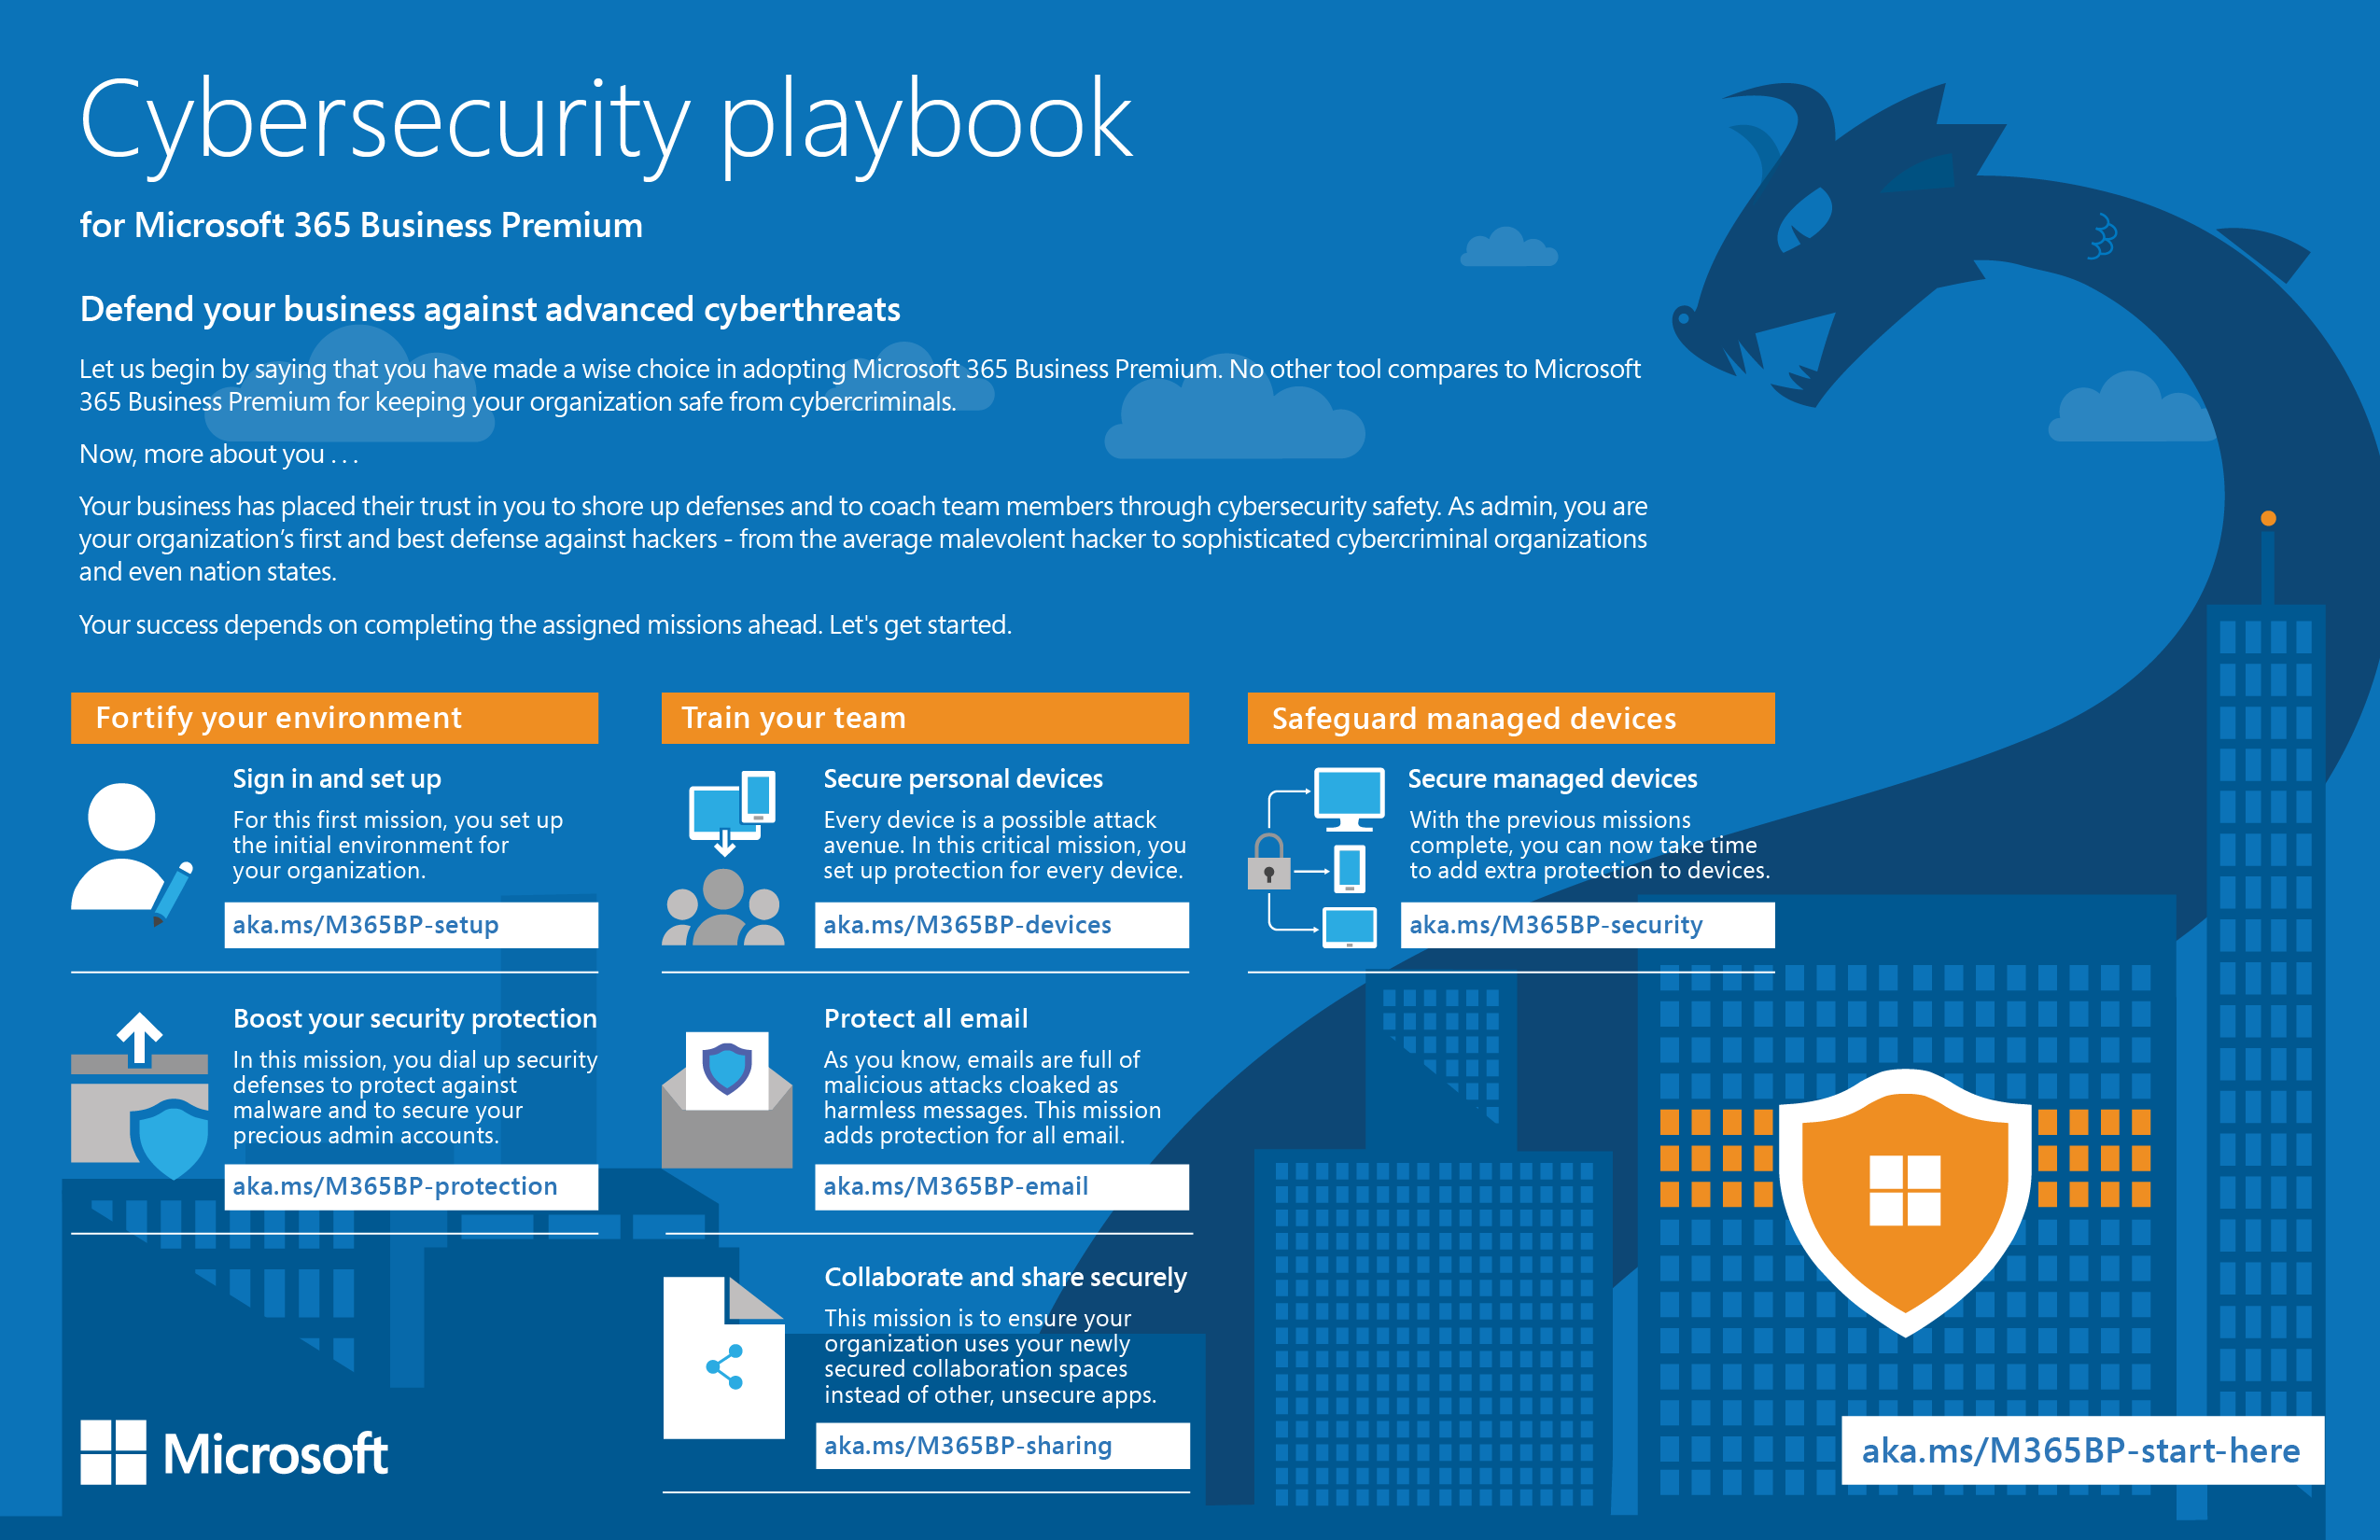 Cybersecurity playbook
for Microsoft 365 Business Premium
Defend your business against advanced cyberthreats
Let us begin by saying that you have made a wise choice in adopting Microsoft 365 Business Premium. No other tool compares to Microsoft
365 Business Premium for keeping your organization safe from cybercriminals.
Now, more about you . . .
Your business has placed their trust in you to shore up defenses and to coach team members through cybersecurity safety. As admin, you are
your organization’s first and best defense against hackers - from the average malevolent hacker to sophisticated cybercriminal organizations
and even nation states.
Your success depends on completing the assigned missions ahead. Let's get started.
Fortify your environment
Sign in and set up
For this first mission, you set up
the initial environment for
your organization.
aka.ms/M365BP-setup
Boost your security protection
In this mission, you dial up security
defenses to protect against
malware and to secure your
precious admin accounts.
aka.ms/M365BP-protection
Train your team
Secure personal devices
Every device is a possible attack
avenue. In this critical mission, you
set up protection for every device.
aka.ms/M365BP-devices
Protect all email
As you know, emails are full of
malicious attacks cloaked as
harmless messages. This mission
adds protection for all email.
aka.ms/M365BP-email
Collaborate and share securely
This mission is to ensure your
organization uses your newly
secured collaboration spaces
instead of other, unsecure apps.
aka.ms/M365BP-sharing
Safeguard managed devices
Secure managed devices
With the previous missions
complete, you can now take time
to add extra protection to devices.
aka.ms/M365BP-security
Microsoft
aka.ms/M365BP-start-here